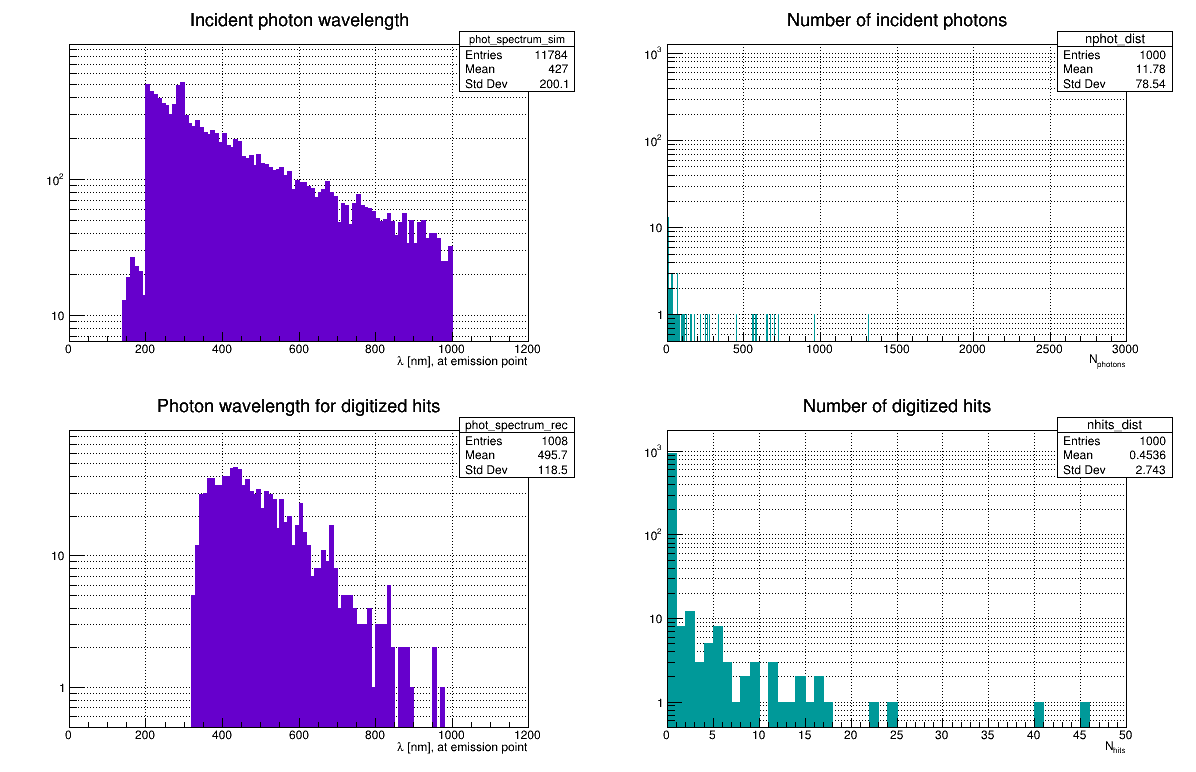 Incident photon wavelength
phot_spectrum_sim
Entries 11784
Mean 427
Std Dev 200.1
10²
10
0 200 400 600 800 1000 1200
λ [nm], at emission point
Number of incident photons
nphot_dist
Entries 1000
Mean 11.78
Std Dev 78.54
10³
10²
10
1
0 500 1000 1500 2000 2500 3000
N_photons
Photon wavelength for digitized hits
phot_spectrum_rec
Entries 1008
Mean 495.7
Std Dev 118.5
10
1
0 200 400 600 800 1000 1200
λ [nm], at emission point
Number of digitized hits
nhits_dist
Entries 1000
Mean 0.4536
Std Dev 2.743
10³
10²
10
1
0 5 10 15 20 25 30 35 40 45 50
N_hits